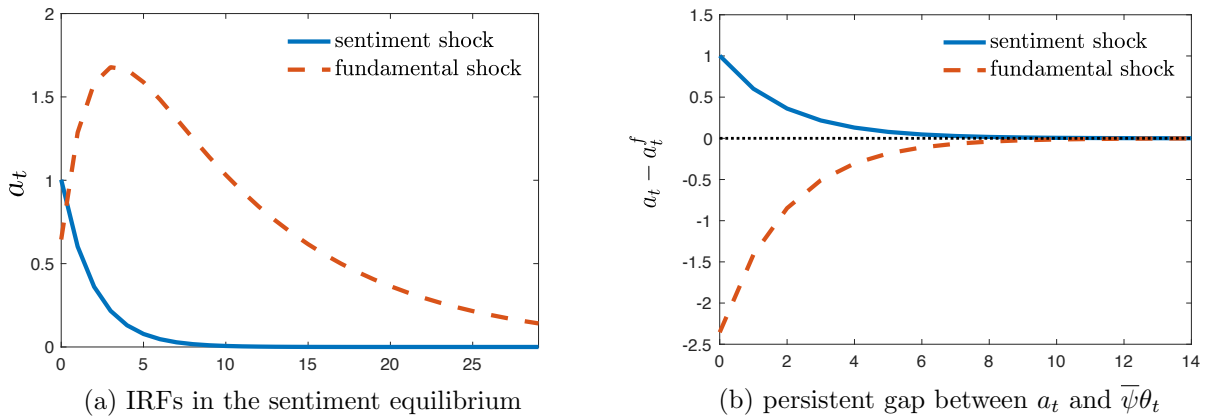 2
1.5
1
0.5
0
0 5 10 15 20 25
a_t
sentiment shock
fundamental shock
(a) IRFs in the sentiment equilibrium
1.5
1
0.5
0
-0.5
-1
-1.5
-2
-2.5
0 2 4 6 8 10 12 14
a_t − a_t^f
sentiment shock
fundamental shock
(b) persistent gap between a_t and ψ̅θ_t